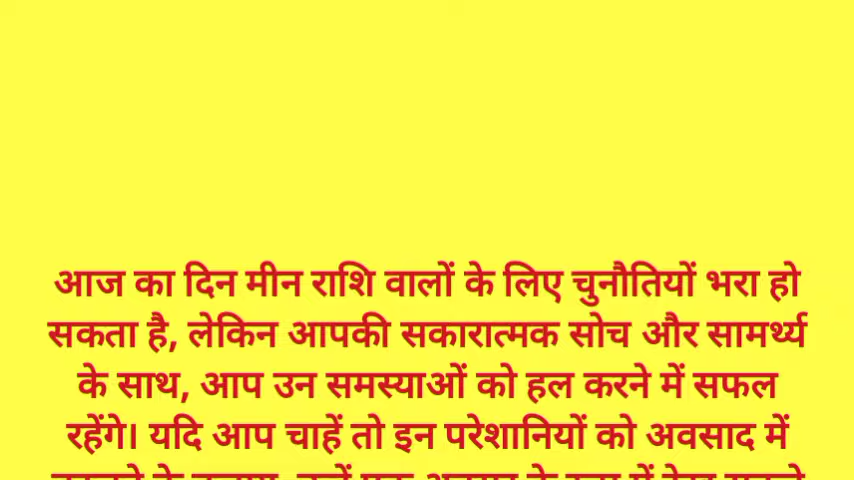 आज का दिन मीन राशि वालों के लिए चुनौतियों भरा हो
सकता है, लेकिन आपकी सकारात्मक सोच और सामर्थ्य
के साथ, आप उन समस्याओं को हल करने में सफल
रहेंगे। यदि आप चाहें तो इन परेशानियों को अवसाद में